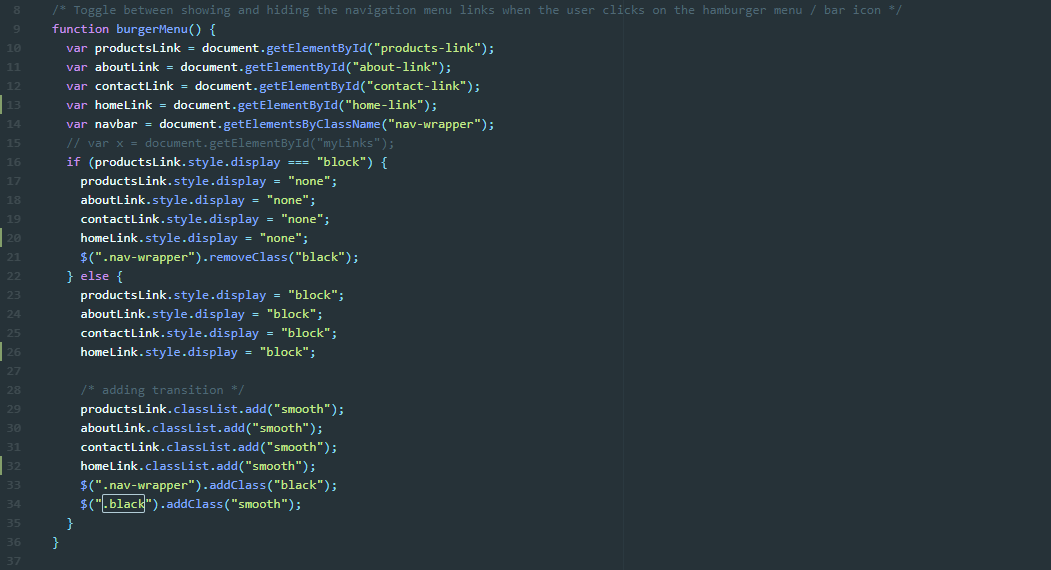 8 /* Toggle between showing and hiding the navigation menu links when the user clicks on the hamburger menu / bar icon */
9 function burgerMenu() {
10 var productsLink = document.getElementById("products-link");
11 var aboutLink = document.getElementById("about-link");
12 var contactLink = document.getElementById("contact-link");
13 var homeLink = document.getElementById("home-link");
14 var navbar = document.getElementsByClassName("nav-wrapper");
15 // var x = document.getElementById("myLinks");
16 if (productsLink.style.display === "block") {
17 productsLink.style.display = "none";
18 aboutLink.style.display = "none";
19 contactLink.style.display = "none";
20 homeLink.style.display = "none";
21 $(".nav-wrapper").removeClass("black");
22 } else {
23 productsLink.style.display = "block";
24 aboutLink.style.display = "block";
25 contactLink.style.display = "block";
26 homeLink.style.display = "block";
27
28 /* adding transition */
29 productsLink.classList.add("smooth");
30 aboutLink.classList.add("smooth");
31 contactLink.classList.add("smooth");
32 homeLink.classList.add("smooth");
33 $(".nav-wrapper").addClass("black");
34 $(".black").addClass("smooth");
35 }
36 }
37